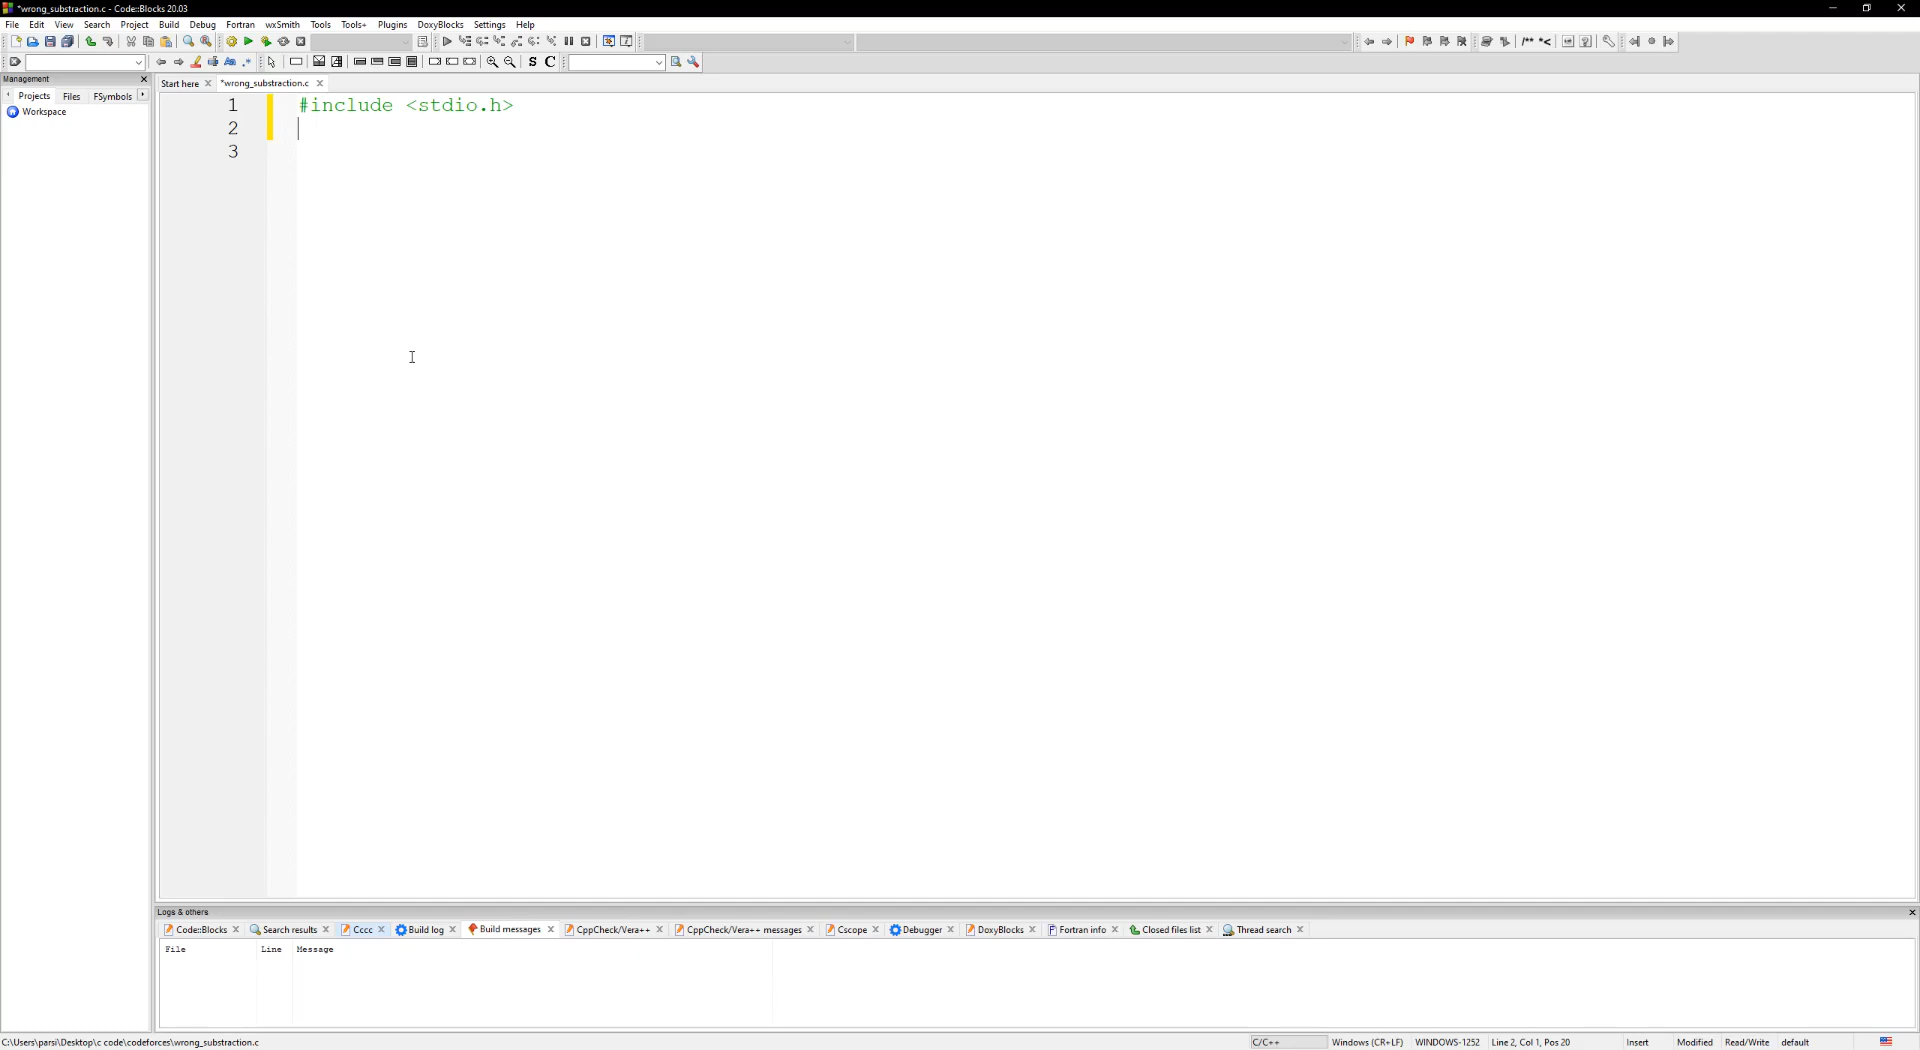 *wrong_substraction.c - Code::Blocks 20.03
File Edit View Search Project Build Debug Fortran wxSmith Tools Tools+ Plugins DoxyBlocks Settings Help
S C
Management
Projects Files FSymbols
Workspace
Start here *wrong_substraction.c
1 #include <stdio.h>
2
3
Logs & others
Code::Blocks Search results Cccc Build log Build messages CppCheck/Vera++ CppCheck/Vera++ messages Cscope Debugger DoxyBlocks Fortran info Closed files list Thread search
File Line Message
C:\Users\parsi\Desktop\c code\codeforces\wrong_substraction.c C/C++ Windows (CR+LF) WINDOWS-1252 Line 2, Col 1, Pos 20 Insert Modified Read/Write default